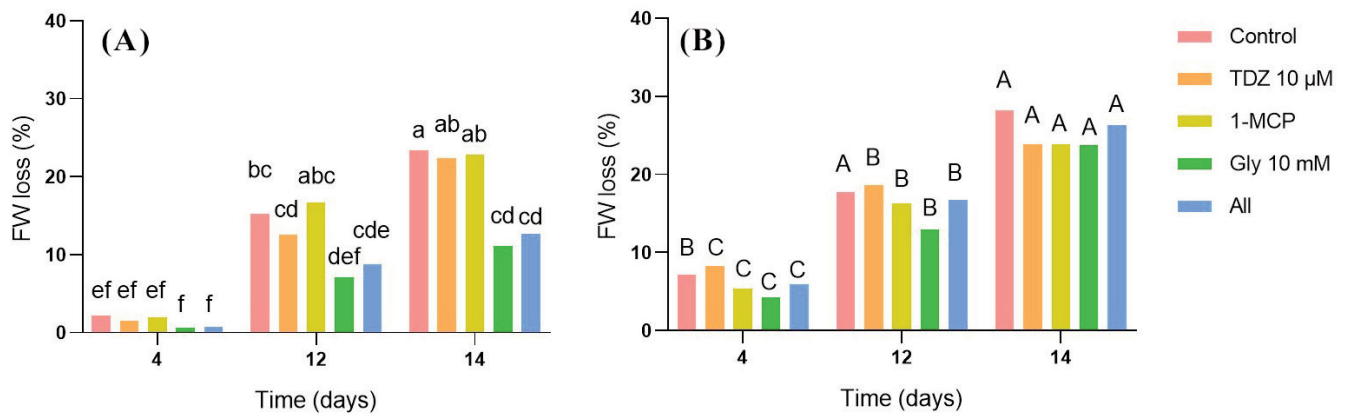 (A)
FW loss (%)
40
30
20
10
0
ef ef ef f f
bc cd abc def cde
a ab ab cd cd
4 12 14
Time (days)
(B)
FW loss (%)
40
30
20
10
0
B C C C C
A B B B B
A A A A A
4 12 14
Time (days)
Control
TDZ 10 µM
1-MCP
Gly 10 mM
All